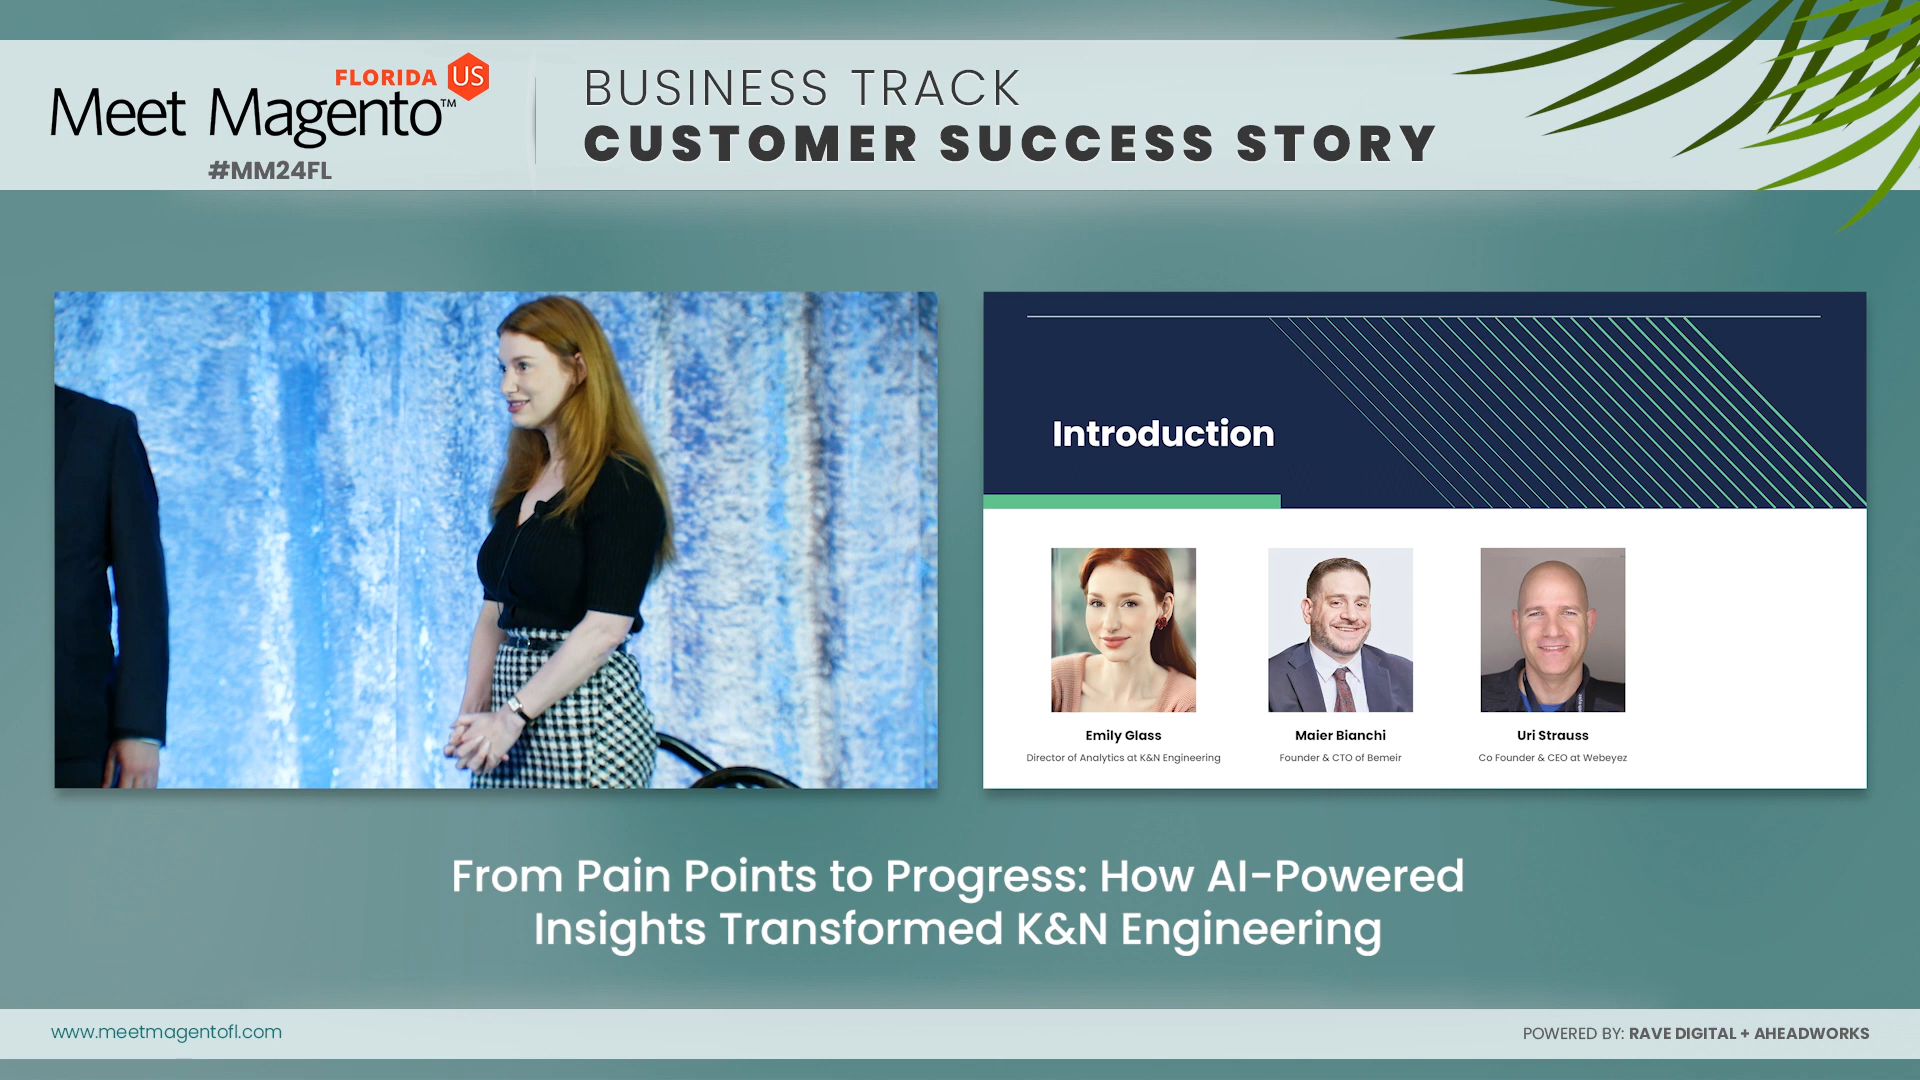 FLORIDA US
Meet Magento™
#MM24FL
BUSINESS TRACK
CUSTOMER SUCCESS STORY
Introduction
Emily Glass
Director of Analytics at K&N Engineering
Maier Bianchi
Founder & CTO of Bemeir
Uri Strauss
Co Founder & CEO at Webeyez
From Pain Points to Progress: How AI-Powered
Insights Transformed K&N Engineering
www.meetmagentofl.com
POWERED BY: RAVE DIGITAL + AHEADWORKS